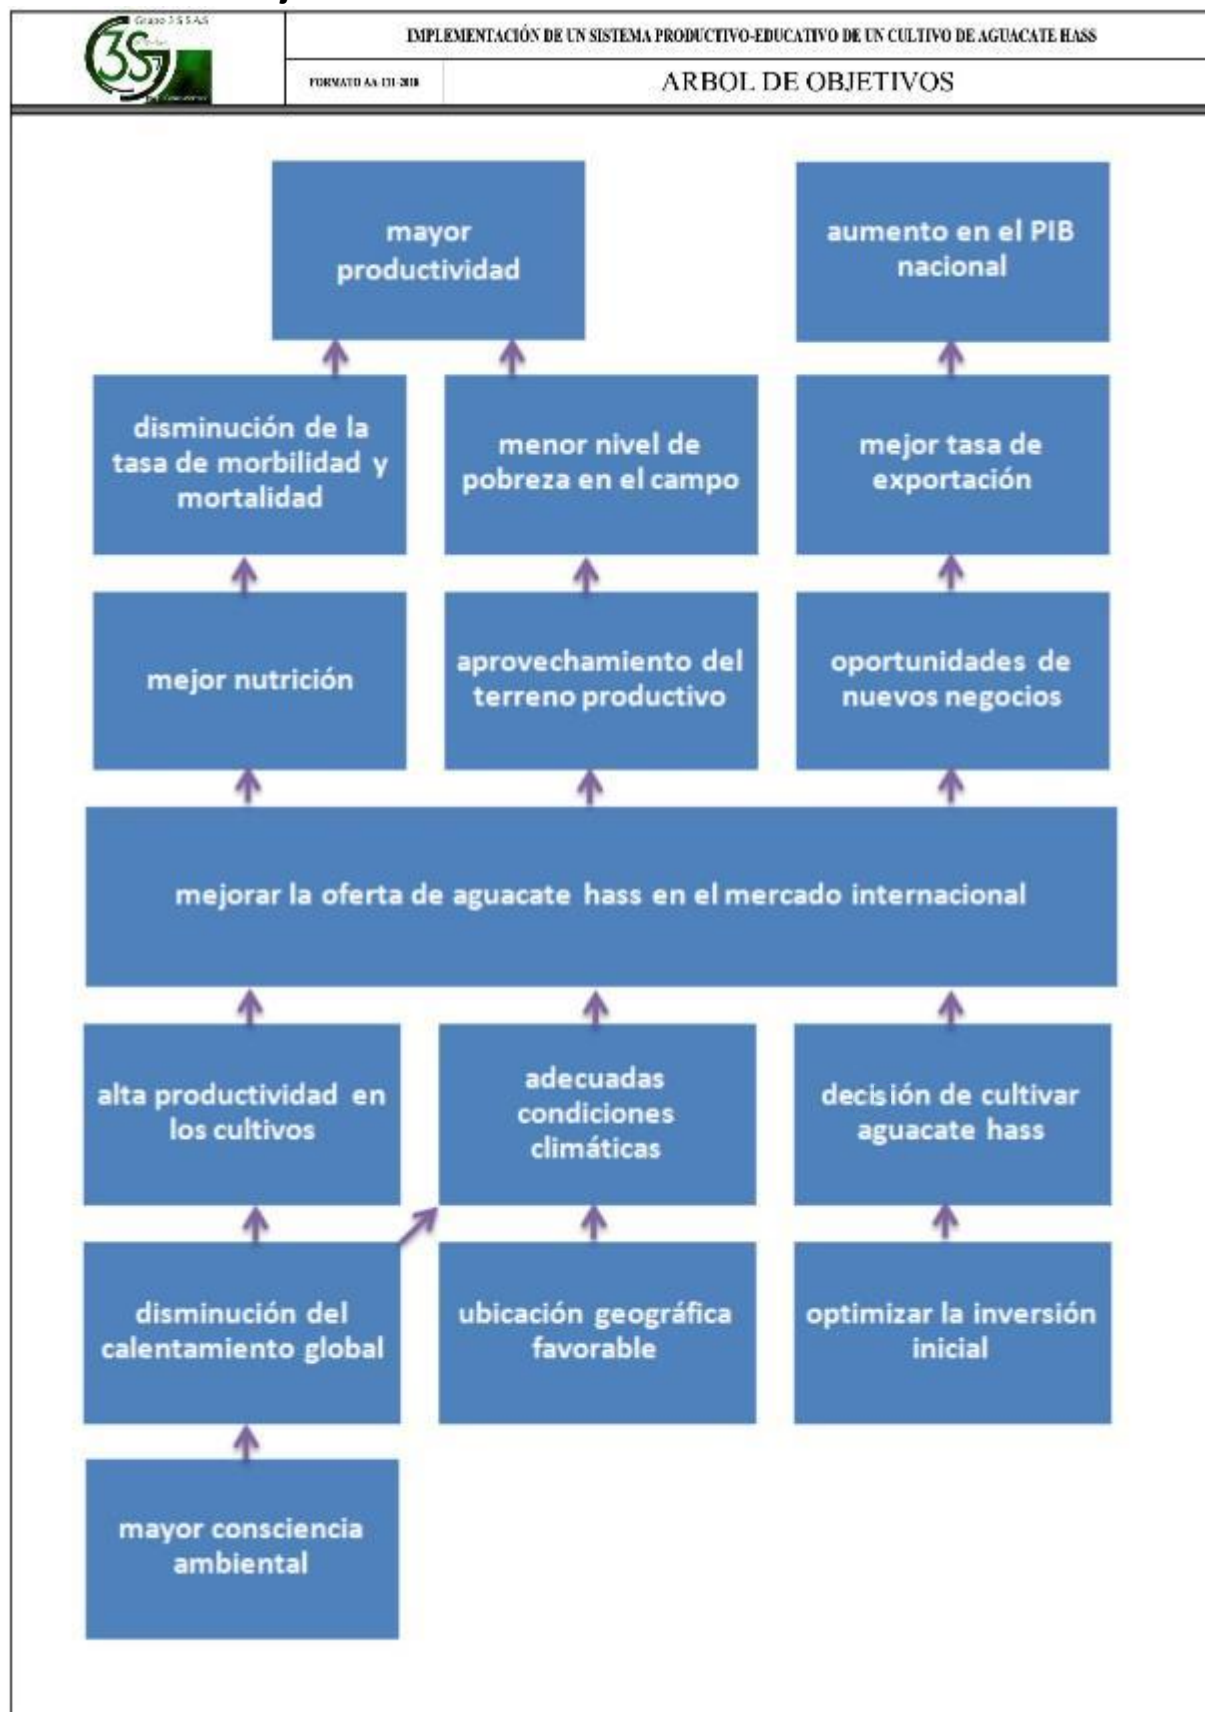 Grupo 3 S S.A.S
3S
IMPLEMENTACIÓN DE UN SISTEMA PRODUCTIVO-EDUCATIVO DE UN CULTIVO DE AGUACATE HASS
FORMATO AA-131-2018
ARBOL DE OBJETIVOS
mayor
productividad
aumento en el PIB
nacional
disminución de la
tasa de morbilidad y
mortalidad
menor nivel de
pobreza en el campo
mejor tasa de
exportación
mejor nutrición
aprovechamiento del
terreno productivo
oportunidades de
nuevos negocios
mejorar la oferta de aguacate hass en el mercado internacional
alta productividad en
los cultivos
adecuadas
condiciones
climáticas
decisión de cultivar
aguacate hass
disminución del
calentamiento global
ubicación geográfica
favorable
optimizar la inversión
inicial
mayor consciencia
ambiental